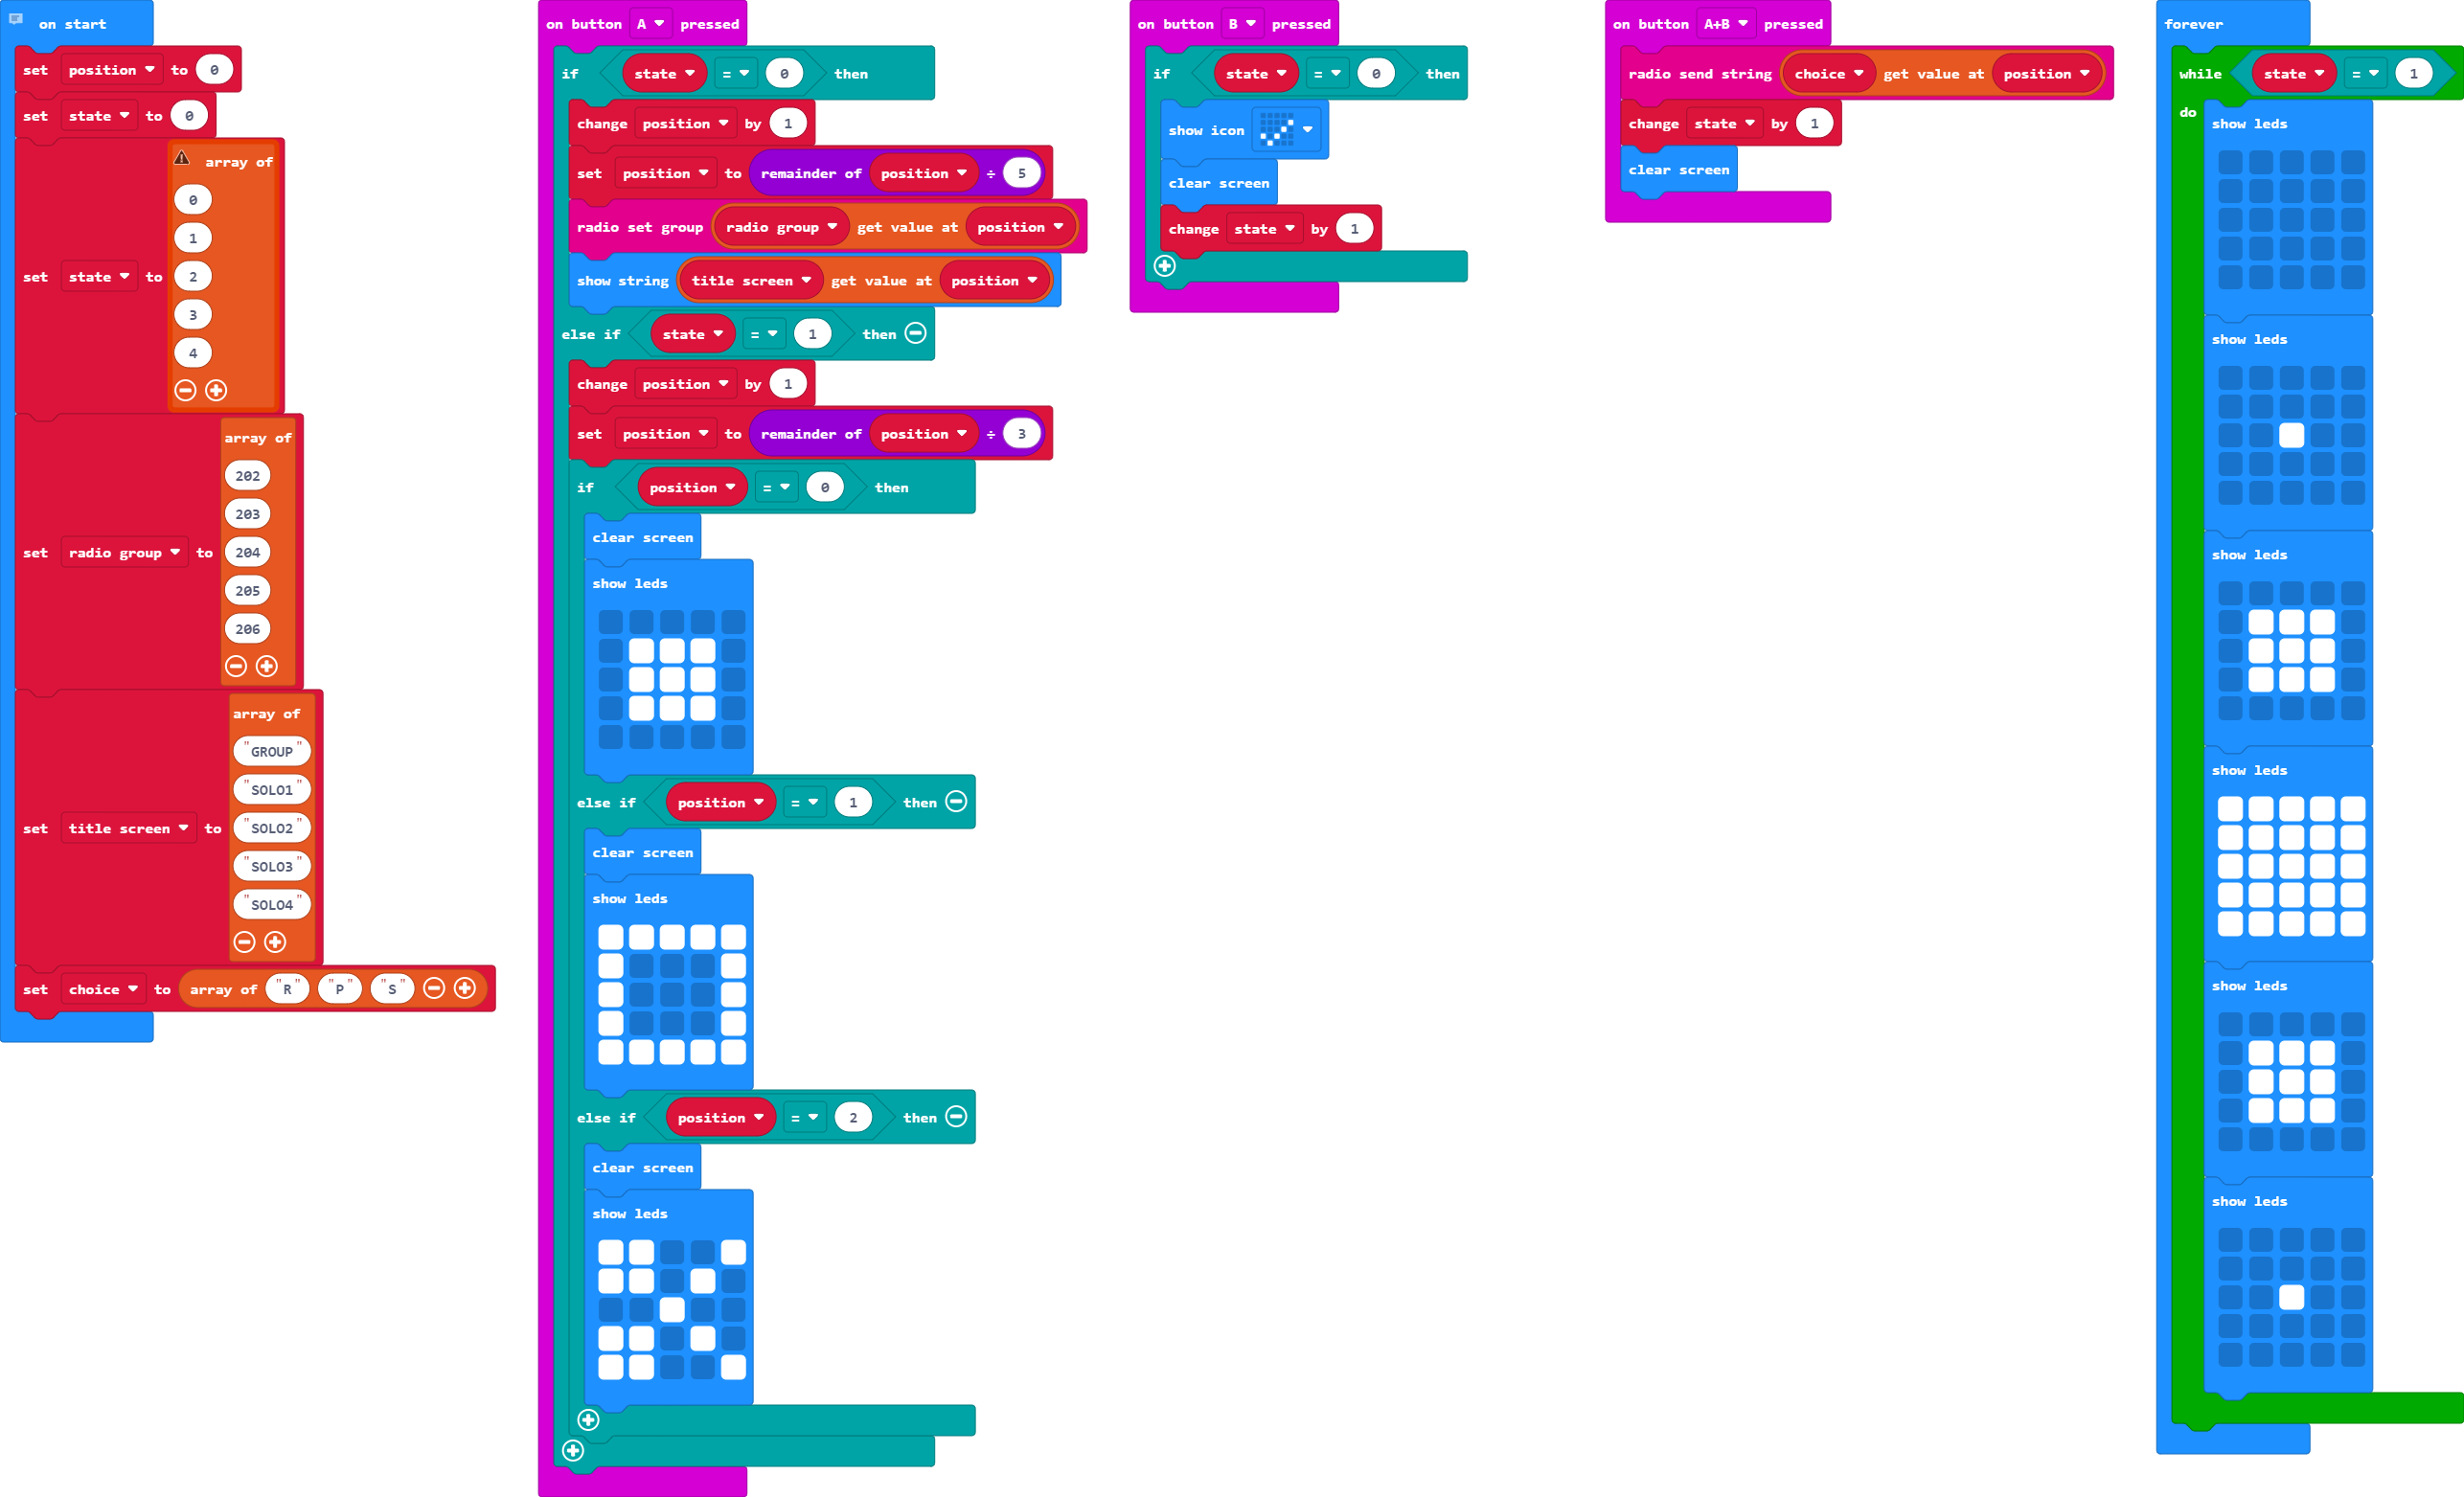 on start
set position to 0
set state to 0
set state to array of
0
1
2
3
4
set radio group to array of
202
203
204
205
206
set title screen to array of
"GROUP"
"SOLO1"
"SOLO2"
"SOLO3"
"SOLO4"
set choice to array of "R" "P" "S"
on button A pressed
if state = 0 then
change position by 1
set position to remainder of position ÷ 5
radio set group radio group get value at position
show string title screen get value at position
else if state = 1 then
change position by 1
set position to remainder of position ÷ 3
if position = 0 then
clear screen
show leds
else if position = 1 then
clear screen
show leds
else if position = 2 then
clear screen
show leds
on button B pressed
if state = 0 then
show icon
clear screen
change state by 1
on button A+B pressed
radio send string choice get value at position
change state by 1
clear screen
forever
while state = 1
do
show leds
show leds
show leds
show leds
show leds
show leds